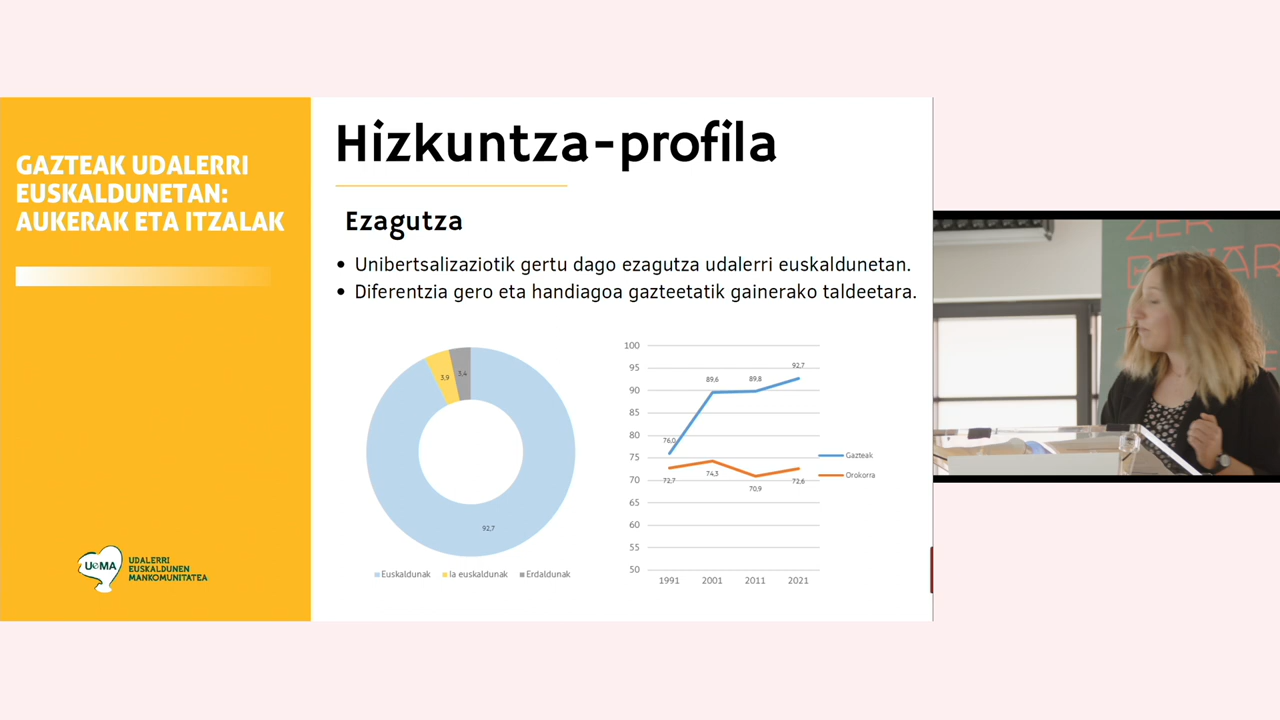 GAZTEAK UDALERRI
EUSKALDUNETAN:
AUKERAK ETA ITZALAK
UEMA
UDALERRI
EUSKALDUNEN
MANKOMUNITATEA
Hizkuntza-profila
Ezagutza
• Unibertsalizaziotik gertu dago ezagutza udalerri euskaldunetan.
• Diferentzia gero eta handiagoa gazteetatik gainerako taldeetara.
3,9
3,4
92,7
Euskaldunak
Ia euskaldunak
Erdaldunak
100
95
90
85
80
75
70
65
60
55
50
76,0
89,6
89,8
92,7
72,7
74,3
70,9
72,6
1991
2001
2011
2021
Gazteak
Orokorra
ZER